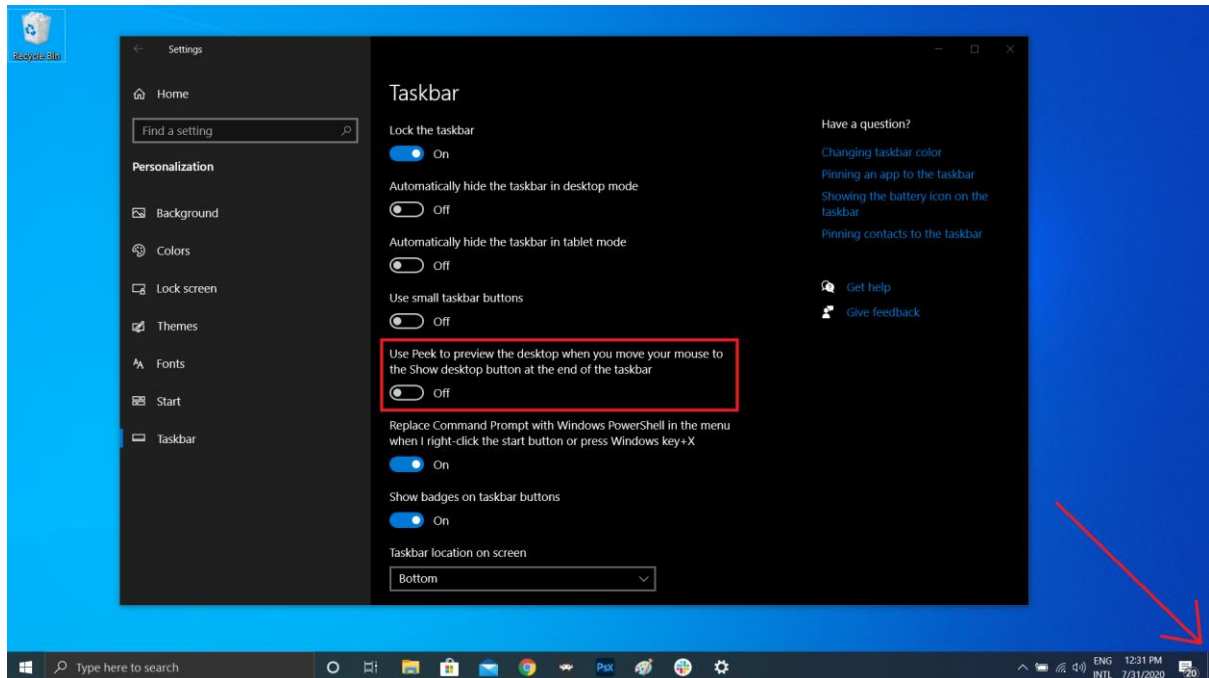 Recycle Bin
Settings
Home
Find a setting
Personalization
Background
Colors
Lock screen
Themes
Fonts
Start
Taskbar
Taskbar
Lock the taskbar
On
Automatically hide the taskbar in desktop mode
Off
Automatically hide the taskbar in tablet mode
Off
Use small taskbar buttons
Off
Use Peek to preview the desktop when you move your mouse to
the Show desktop button at the end of the taskbar
Off
Replace Command Prompt with Windows PowerShell in the menu
when I right-click the start button or press Windows key+X
On
Show badges on taskbar buttons
On
Taskbar location on screen
Bottom
Have a question?
Changing taskbar color
Pinning an app to the taskbar
Showing the battery icon on the
taskbar
Pinning contacts to the taskbar
Get help
Give feedback
Type here to search
Psx
ENG 12:31 PM
INTL 7/31/2020
20